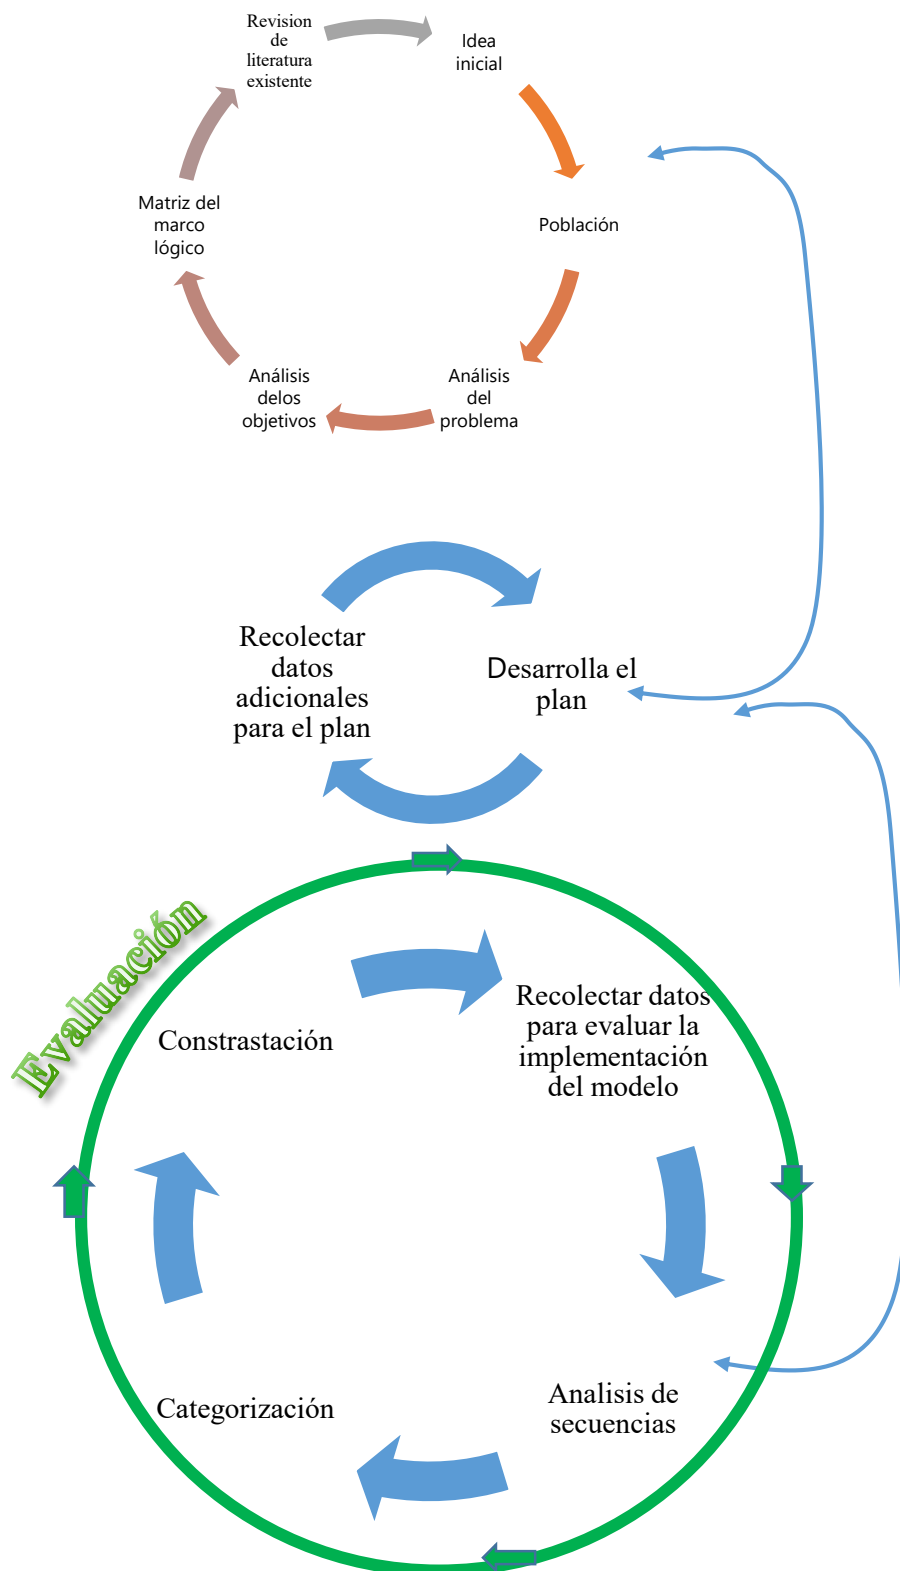 Revision
de
literatura
existente
Idea
inicial
Población
Análisis
del
problema
Análisis
delos
objetivos
Matriz del
marco
lógico
Recolectar
datos
adicionales
para el plan
Desarrolla el
plan
Evaluación
Constrastación
Recolectar datos
para evaluar la
implementación
del modelo
Analisis de
secuencias
Categorización